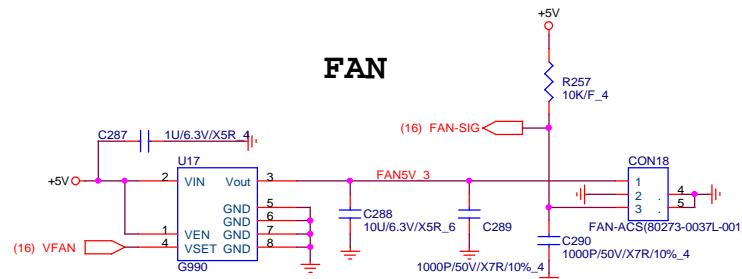 +5V
FAN
R257
10K/F_4
(16) FAN-SIG
C287
1U/6.3V/X5R_4
U17
CON18
+5V
2 VIN Vout 3
FAN5V_3
1
GND 5
2 . 4
GND 6
C288
3 . 5
1 VEN GND 7
10U/6.3V/X5R_6
C289
FAN-ACS(80273-0037L-001
(16) VFAN
4 VSET GND 8
C290
G990
1000P/50V/X7R/10%_4
1000P/50V/X7R/10%_4